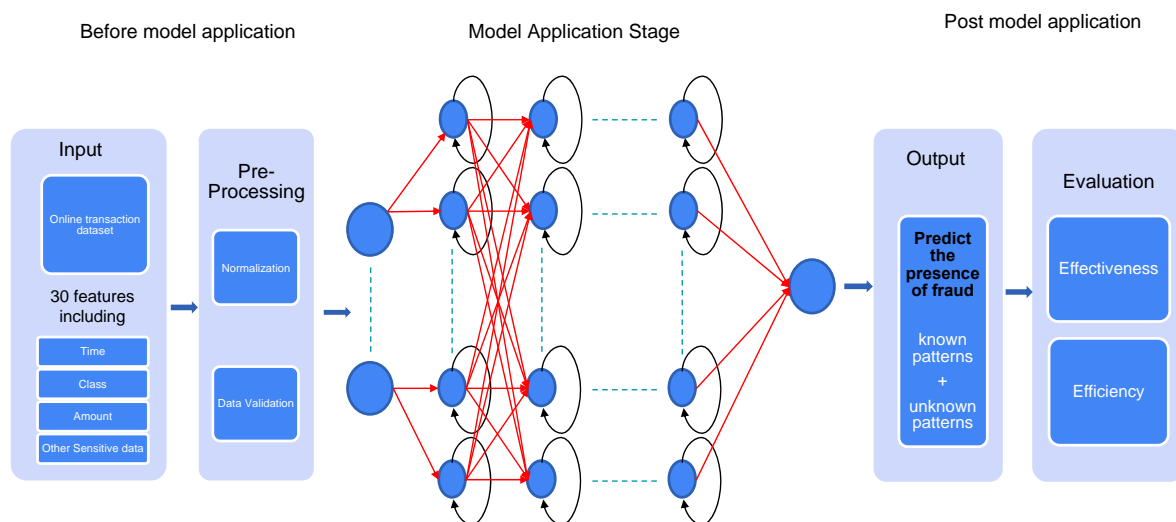 Before model application
Model Application Stage
Post model application
Input
Online transaction
dataset
30 features
including
Time
Class
Amount
Other Sensitive data
Pre-
Processing
Normalization
Data Validation
Output
Predict
the
presence
of fraud
known
patterns
+
unknown
patterns
Evaluation
Effectiveness
Efficiency